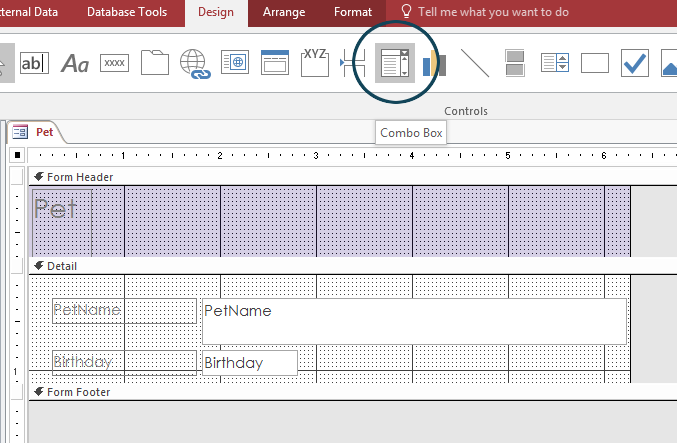 ternal Data Database Tools Design Arrange Format Tell me what you want to do
ab Aa xxxx XYZ
Controls
Pet
Combo Box
1 2 3 4 5 6
Form Header
Pet
Detail
PetName PetName
Birthday Birthday
1
Form Footer